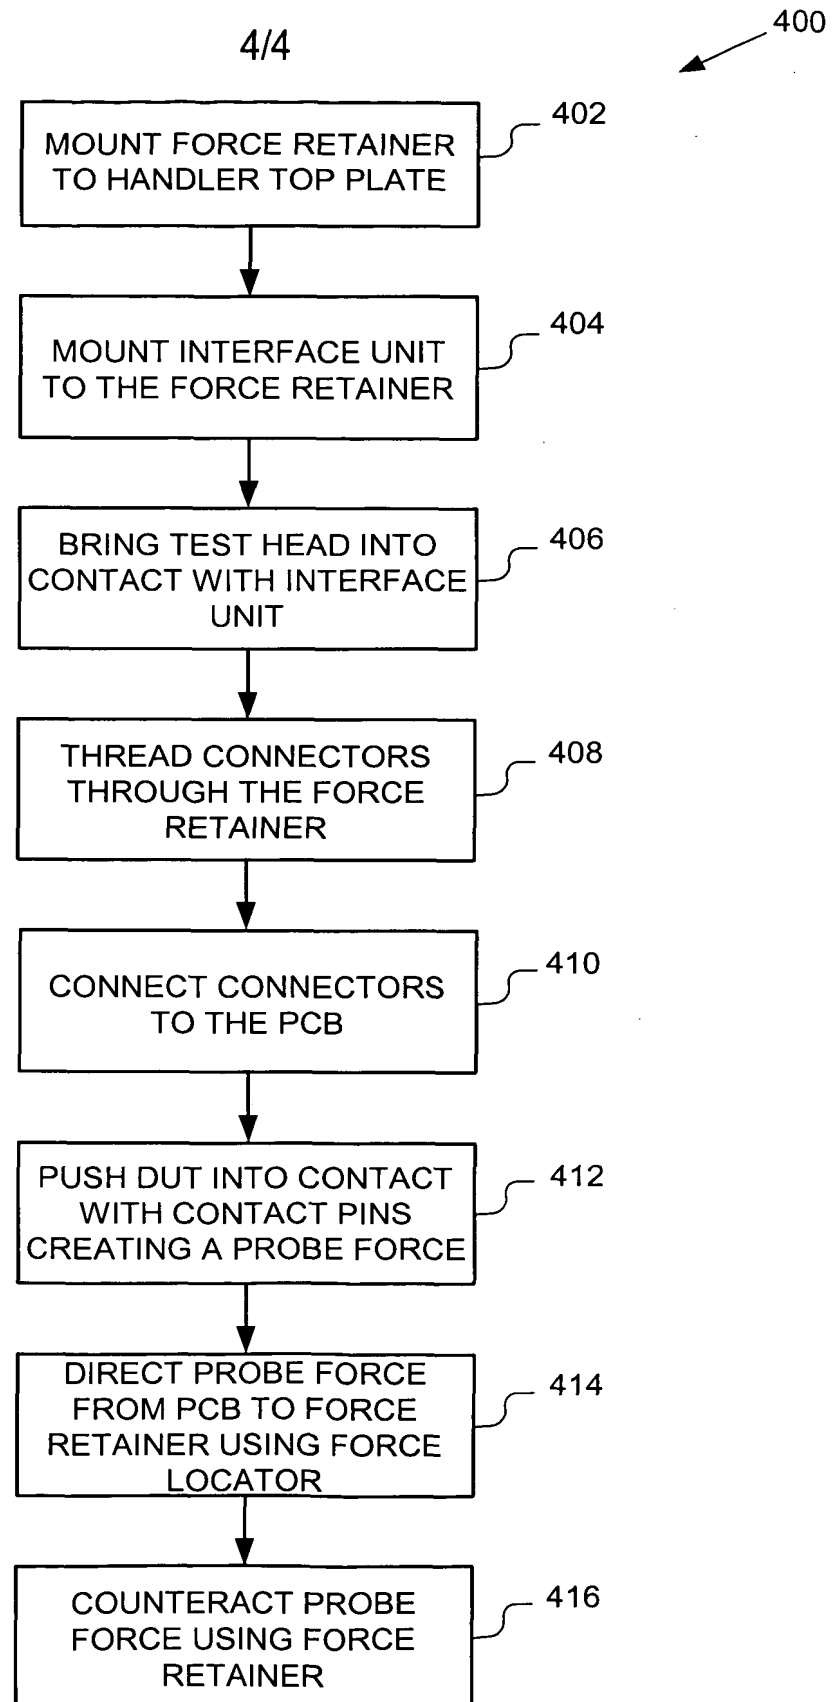 4/4
400
MOUNT FORCE RETAINER
TO HANDLER TOP PLATE
402
MOUNT INTERFACE UNIT
TO THE FORCE RETAINER
404
BRING TEST HEAD INTO
CONTACT WITH INTERFACE
UNIT
406
THREAD CONNECTORS
THROUGH THE FORCE
RETAINER
408
CONNECT CONNECTORS
TO THE PCB
410
PUSH DUT INTO CONTACT
WITH CONTACT PINS
CREATING A PROBE FORCE
412
DIRECT PROBE FORCE
FROM PCB TO FORCE
RETAINER USING FORCE
LOCATOR
414
COUNTERACT PROBE
FORCE USING FORCE
RETAINER
416